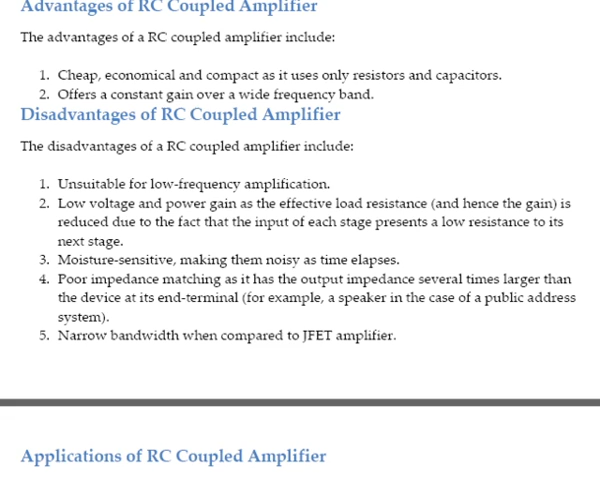 Advantages of RC Coupled Amplifier
The advantages of a RC coupled amplifier include:
1. Cheap, economical and compact as it uses only resistors and capacitors.
2. Offers a constant gain over a wide frequency band.
Disadvantages of RC Coupled Amplifier
The disadvantages of a RC coupled amplifier include:
1. Unsuitable for low-frequency amplification.
2. Low voltage and power gain as the effective load resistance (and hence the gain) is
reduced due to the fact that the input of each stage presents a low resistance to its
next stage.
3. Moisture-sensitive, making them noisy as time elapses.
4. Poor impedance matching as it has the output impedance several times larger than
the device at its end-terminal (for example, a speaker in the case of a public address
system).
5. Narrow bandwidth when compared to JFET amplifier.
Applications of RC Coupled Amplifier